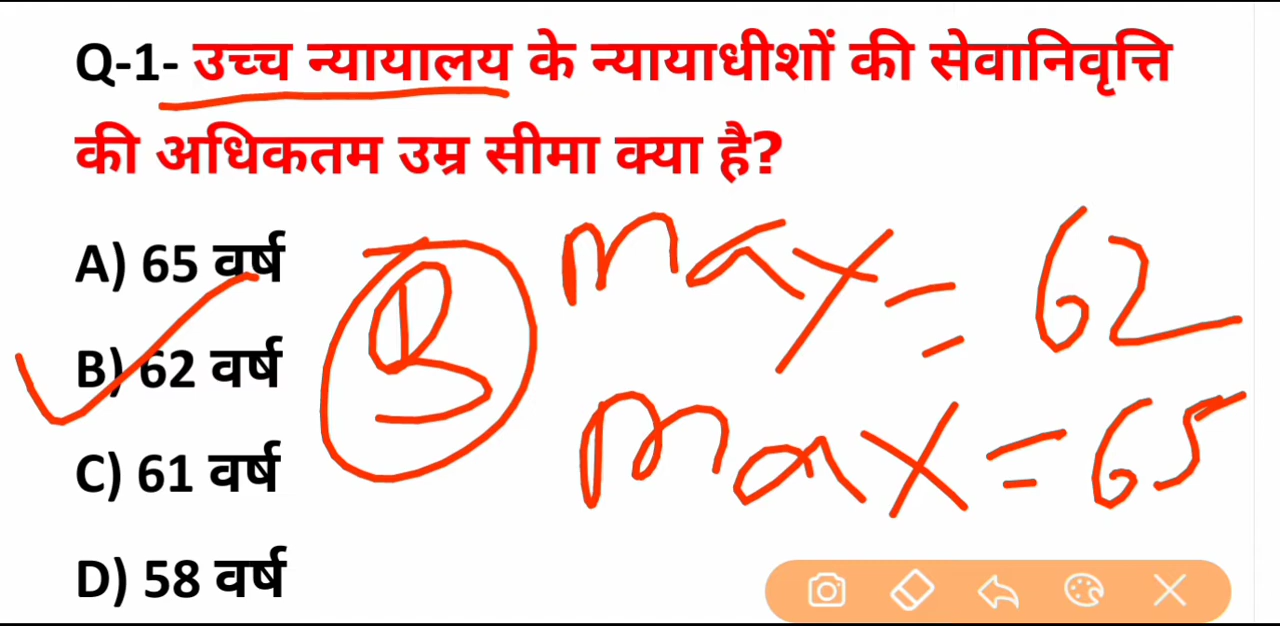 Q-1- उच्च न्यायालय के न्यायाधीशों की सेवानिवृत्ति
की अधिकतम उम्र सीमा क्या है?
A) 65 वर्ष
B) 62 वर्ष
C) 61 वर्ष
D) 58 वर्ष
B
max = 62
max = 65